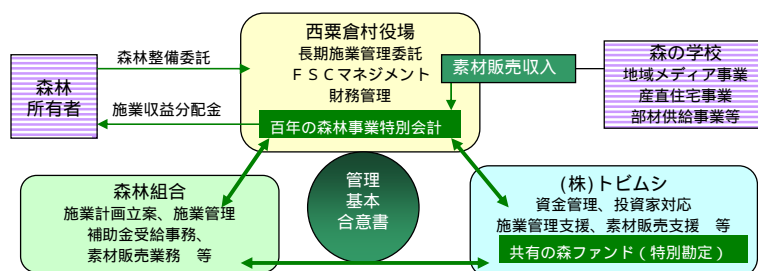 西粟倉村役場
長期施業管理委託
ＦＳＣマネジメント
財務管理
百年の森林事業特別会計
森林整備委託
施業収益分配金
森林
所有者
素材販売収入
森の学校
地域メディア事業
産直住宅事業
部材供給事業等
森林組合
施業計画立案、施業管理
補助金受給事務、
素材販売業務　等
管理
基本
合意書
(株)トビムシ
資金管理、投資家対応
施業管理支援、素材販売支援　等
共有の森ファンド（特別勘定）